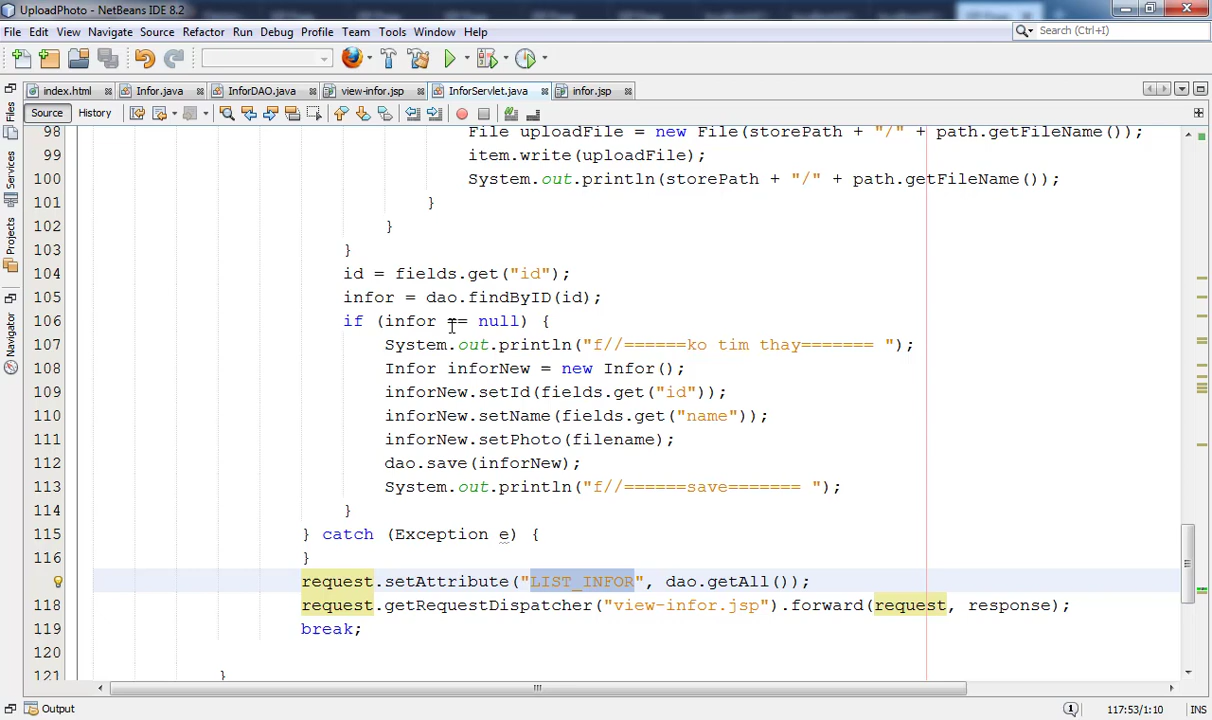 UploadPhoto - NetBeans IDE 8.2
File Edit View Navigate Source Refactor Run Debug Profile Team Tools Window Help
Search (Ctrl+I)
index.html Infor.java InforDAO.java view-infor.jsp InforServlet.java infor.jsp
Source History
Files
Services
Projects
Navigator
98 File uploadFile = new File(storePath + "/" + path.getFileName());
99 item.write(uploadFile);
100 System.out.println(storePath + "/" + path.getFileName());
101 }
102 }
103 }
104 id = fields.get("id");
105 infor = dao.findByID(id);
106 if (infor == null) {
107 System.out.println("f//======ko tim thay======= ");
108 Infor inforNew = new Infor();
109 inforNew.setId(fields.get("id"));
110 inforNew.setName(fields.get("name"));
111 inforNew.setPhoto(filename);
112 dao.save(inforNew);
113 System.out.println("f//======save======= ");
114 }
115 } catch (Exception e) {
116 }
request.setAttribute("LIST_INFOR", dao.getAll());
118 request.getRequestDispatcher("view-infor.jsp").forward(request, response);
119 break;
120
121 }
Output
1
117:53/1:10
INS